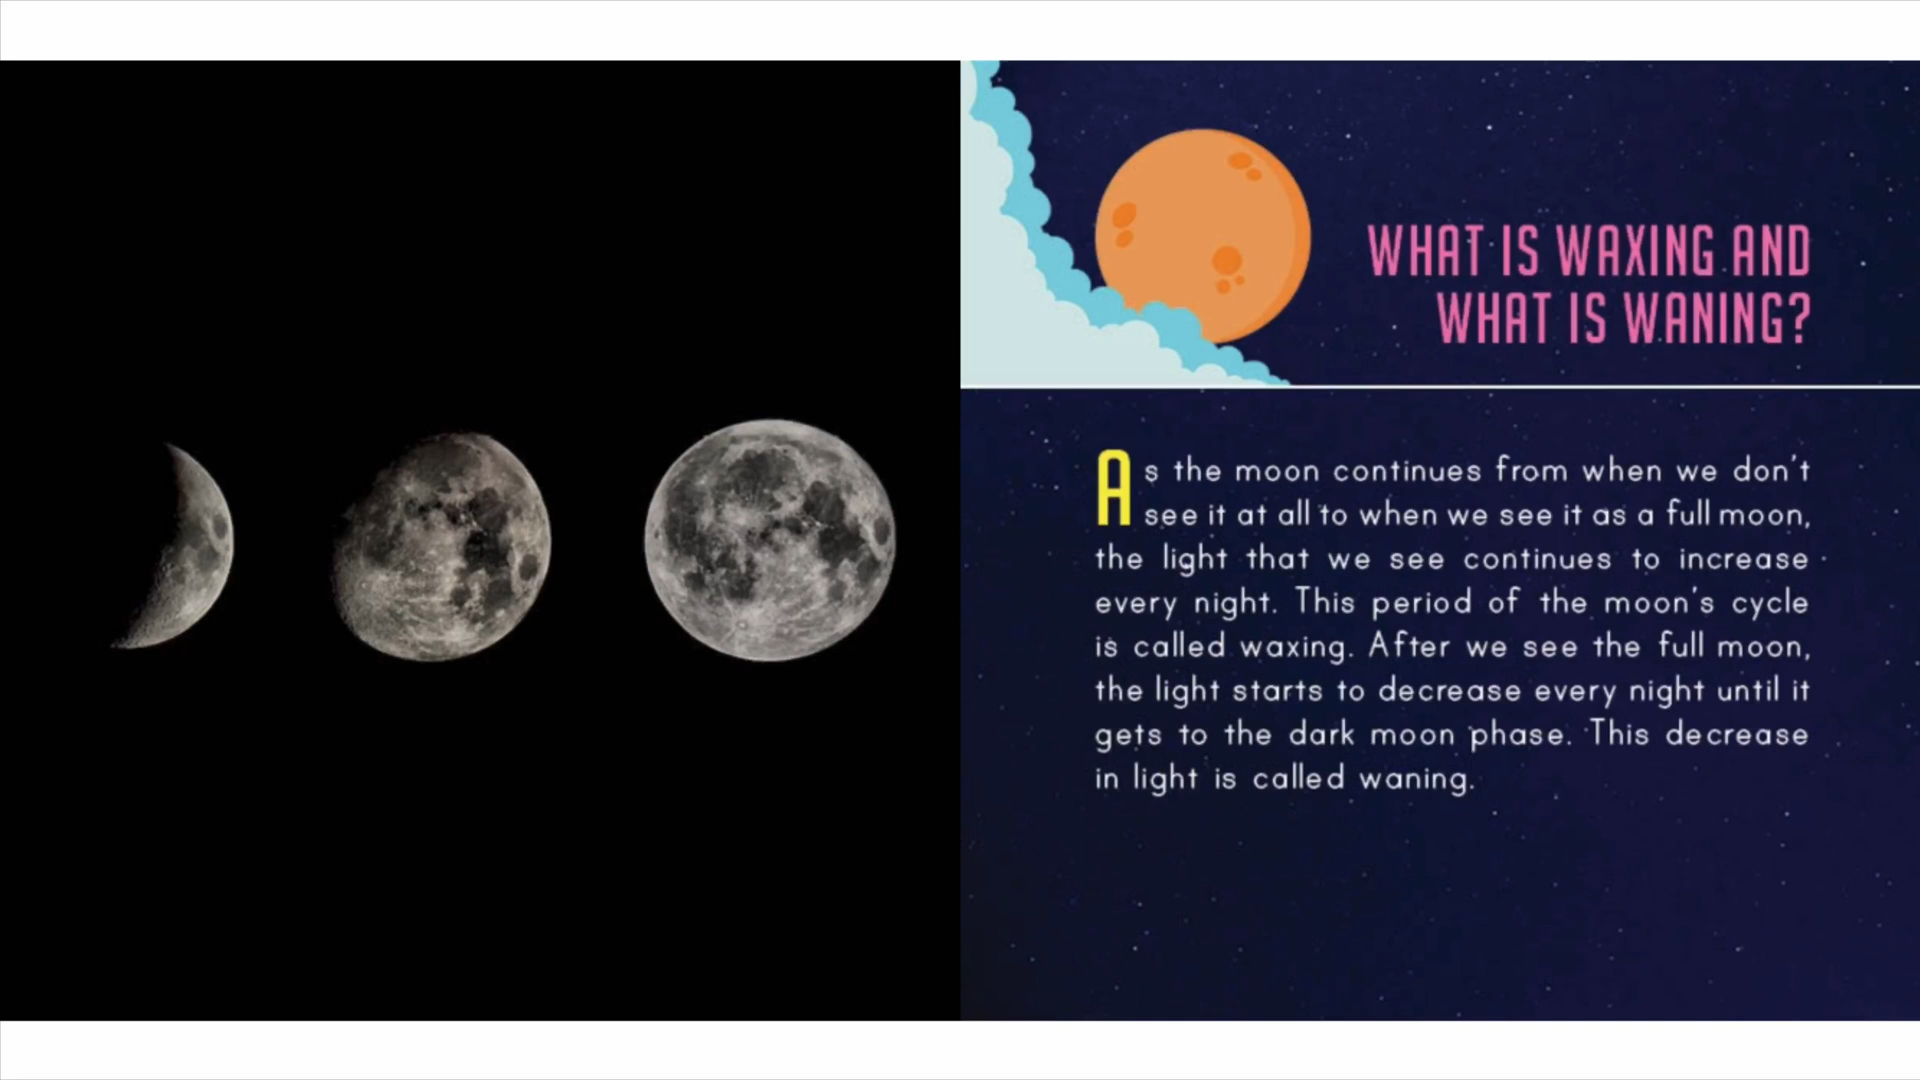 WHAT IS WAXING AND
WHAT IS WANING?
As the moon continues from when we don't
see it at all to when we see it as a full moon,
the light that we see continues to increase
every night. This period of the moon's cycle
is called waxing. After we see the full moon,
the light starts to decrease every night until it
gets to the dark moon phase. This decrease
in light is called waning.